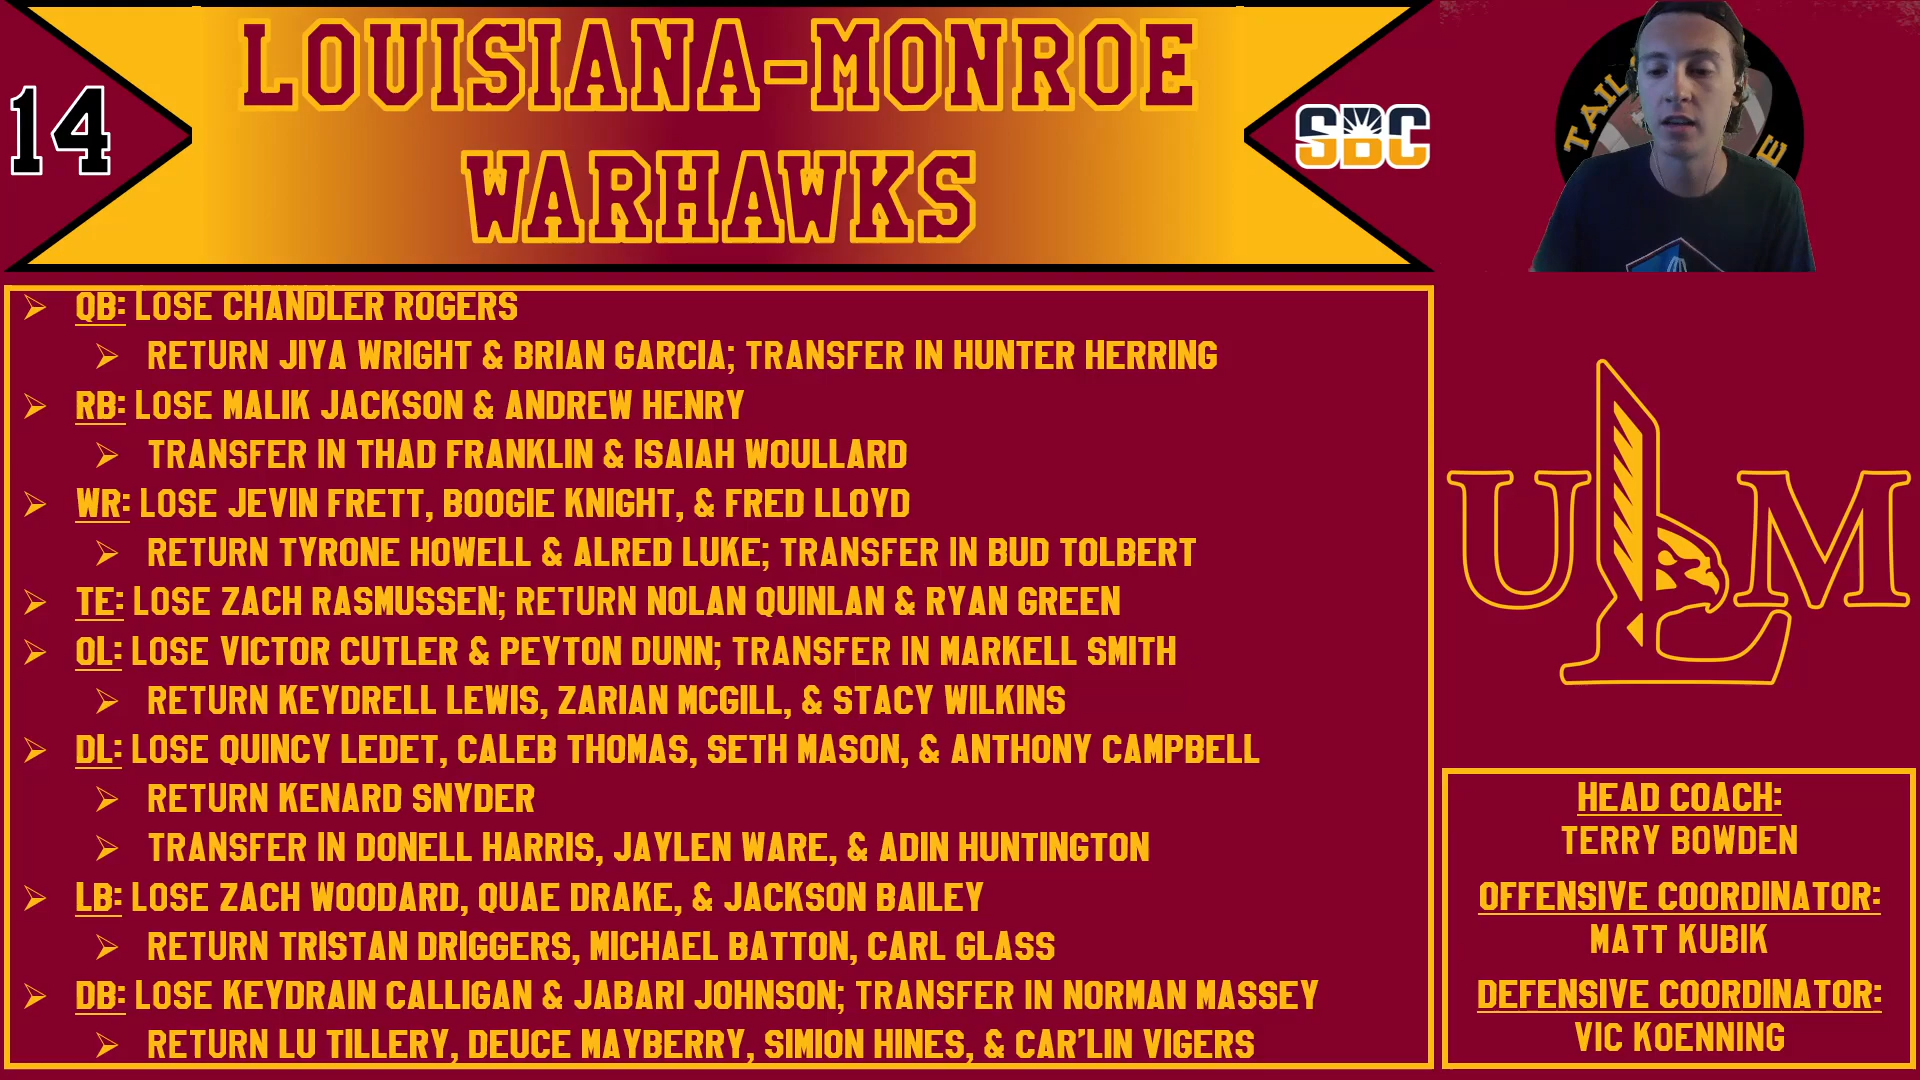 14
LOUISIANA-MONROE
WARHAWKS
SBC
TAIL
E
➢ QB: LOSE CHANDLER ROGERS
➢ RETURN JIYA WRIGHT & BRIAN GARCIA; TRANSFER IN HUNTER HERRING
➢ RB: LOSE MALIK JACKSON & ANDREW HENRY
➢ TRANSFER IN THAD FRANKLIN & ISAIAH WOULLARD
➢ WR: LOSE JEVIN FRETT, BOOGIE KNIGHT, & FRED LLOYD
➢ RETURN TYRONE HOWELL & ALRED LUKE; TRANSFER IN BUD TOLBERT
➢ TE: LOSE ZACH RASMUSSEN; RETURN NOLAN QUINLAN & RYAN GREEN
➢ OL: LOSE VICTOR CUTLER & PEYTON DUNN; TRANSFER IN MARKELL SMITH
➢ RETURN KEYDRELL LEWIS, ZARIAN MCGILL, & STACY WILKINS
➢ DL: LOSE QUINCY LEDET, CALEB THOMAS, SETH MASON, & ANTHONY CAMPBELL
➢ RETURN KENARD SNYDER
➢ TRANSFER IN DONELL HARRIS, JAYLEN WARE, & ADIN HUNTINGTON
➢ LB: LOSE ZACH WOODARD, QUAE DRAKE, & JACKSON BAILEY
➢ RETURN TRISTAN DRIGGERS, MICHAEL BATTON, CARL GLASS
➢ DB: LOSE KEYDRAIN CALLIGAN & JABARI JOHNSON; TRANSFER IN NORMAN MASSEY
➢ RETURN LU TILLERY, DEUCE MAYBERRY, SIMION HINES, & CAR'LIN VIGERS
ULM
HEAD COACH:
TERRY BOWDEN
OFFENSIVE COORDINATOR:
MATT KUBIK
DEFENSIVE COORDINATOR:
VIC KOENNING